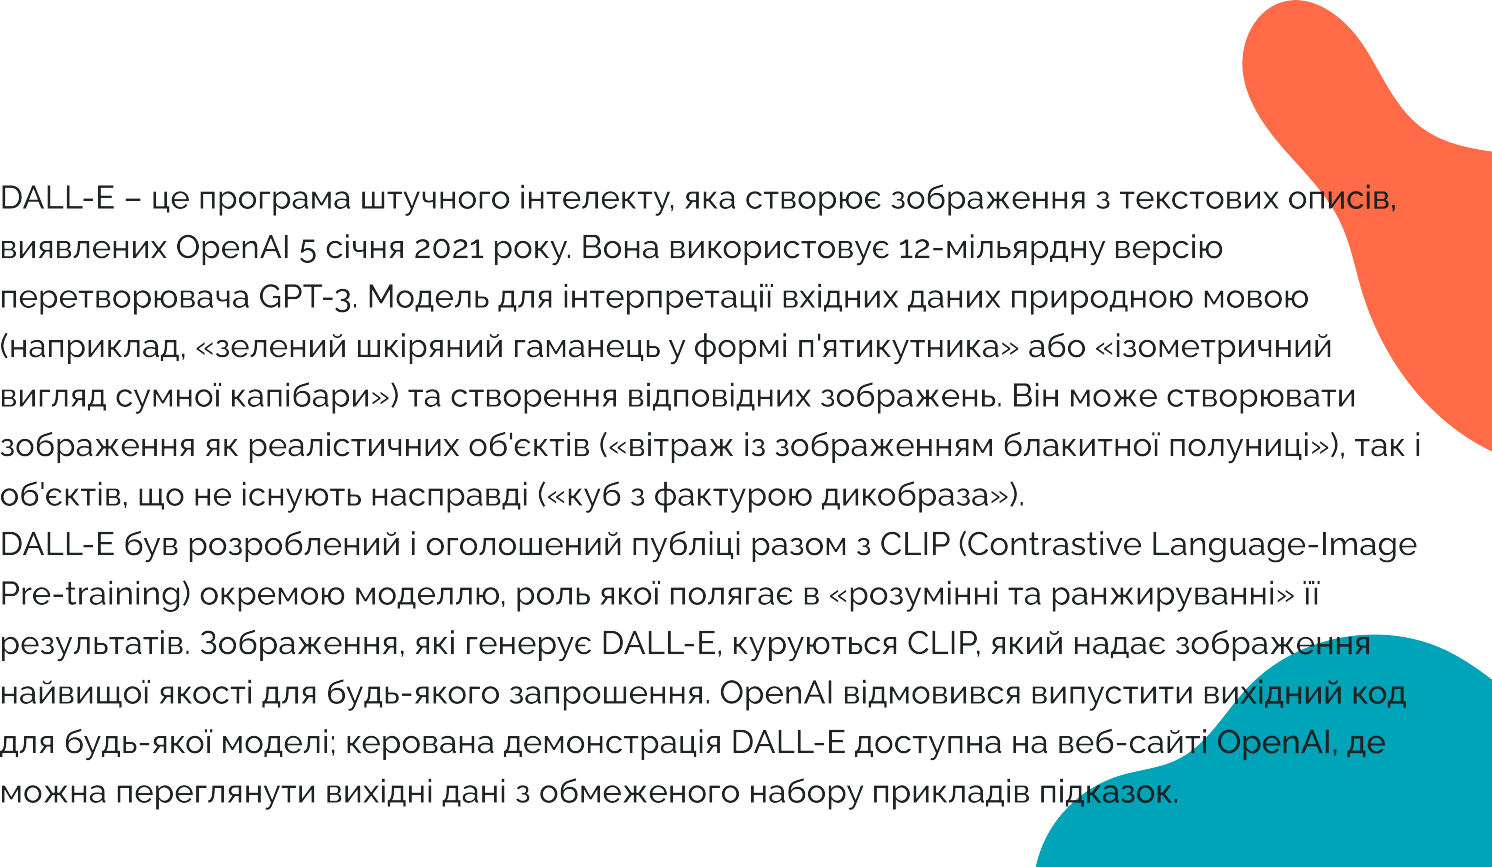 DALL-E – це програма штучного інтелекту, яка створює зображення з текстових описів,
виявлених OpenAI 5 січня 2021 року. Вона використовує 12-мільярдну версію
перетворювача GPT-3. Модель для інтерпретації вхідних даних природною мовою
(наприклад, «зелений шкіряний гаманець у формі п'ятикутника» або «ізометричний
вигляд сумної капібари») та створення відповідних зображень. Він може створювати
зображення як реалістичних об'єктів («вітраж із зображенням блакитної полуниці»), так і
об'єктів, що не існують насправді («куб з фактурою дикобраза»).
DALL-E був розроблений і оголошений публіці разом з CLIP (Contrastive Language-Image
Pre-training) окремою моделлю, роль якої полягає в «розумінні та ранжируванні» її
результатів. Зображення, які генерує DALL-E, куруються CLIP, який надає зображення
найвищої якості для будь-якого запрошення. OpenAI відмовився випустити вихідний код
для будь-якої моделі; керована демонстрація DALL-E доступна на веб-сайті OpenAI, де
можна переглянути вихідні дані з обмеженого набору прикладів підказок.